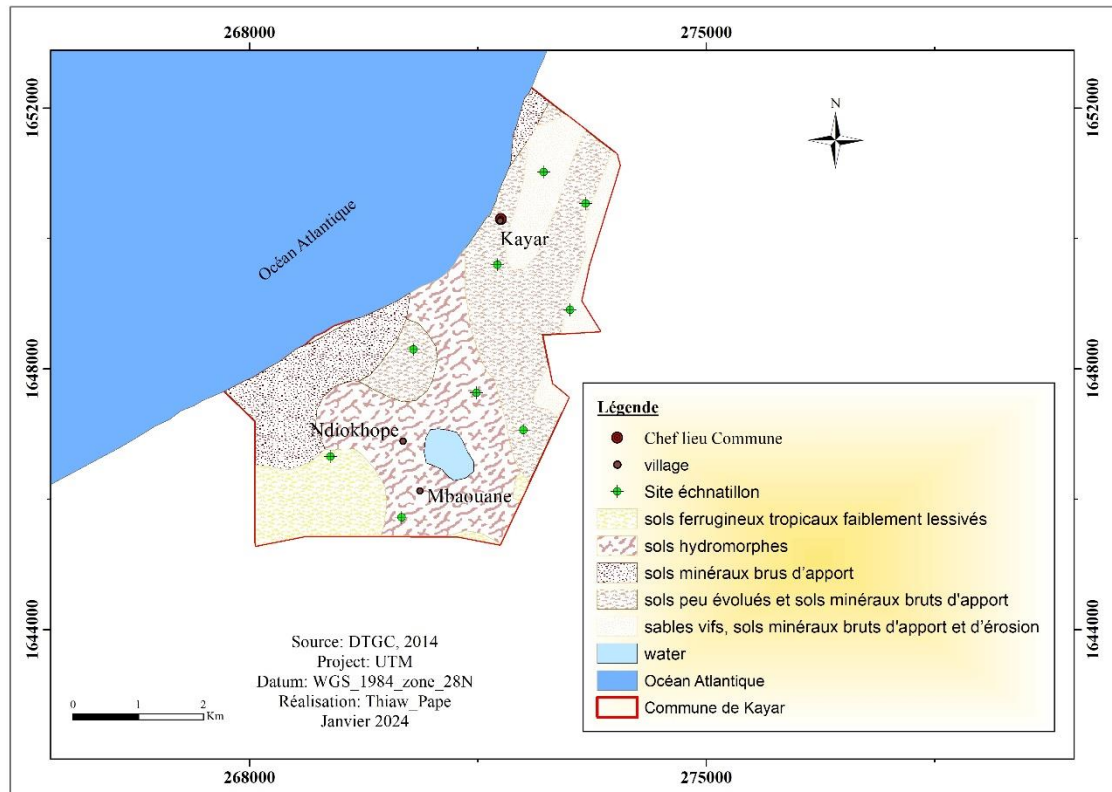 268000
275000
1652000
1652000
N
Océan Atlantique
Kayar
1648000
1648000
Ndiokhope
Mbaouane
Légende
Chef lieu Commune
village
Site échnatillon
sols ferrugineux tropicaux faiblement lessivés
sols hydromorphes
sols minéraux brus d'apport
sols peu évolués et sols minéraux bruts d'apport
sables vifs, sols minéraux bruts d'apport et d'érosion
water
Océan Atlantique
Commune de Kayar
1644000
1644000
Source: DTGC, 2014
Project: UTM
Datum: WGS_1984_zone_28N
Réalisation: Thiaw_Pape
Janvier 2024
0 1 2
Km
268000
275000